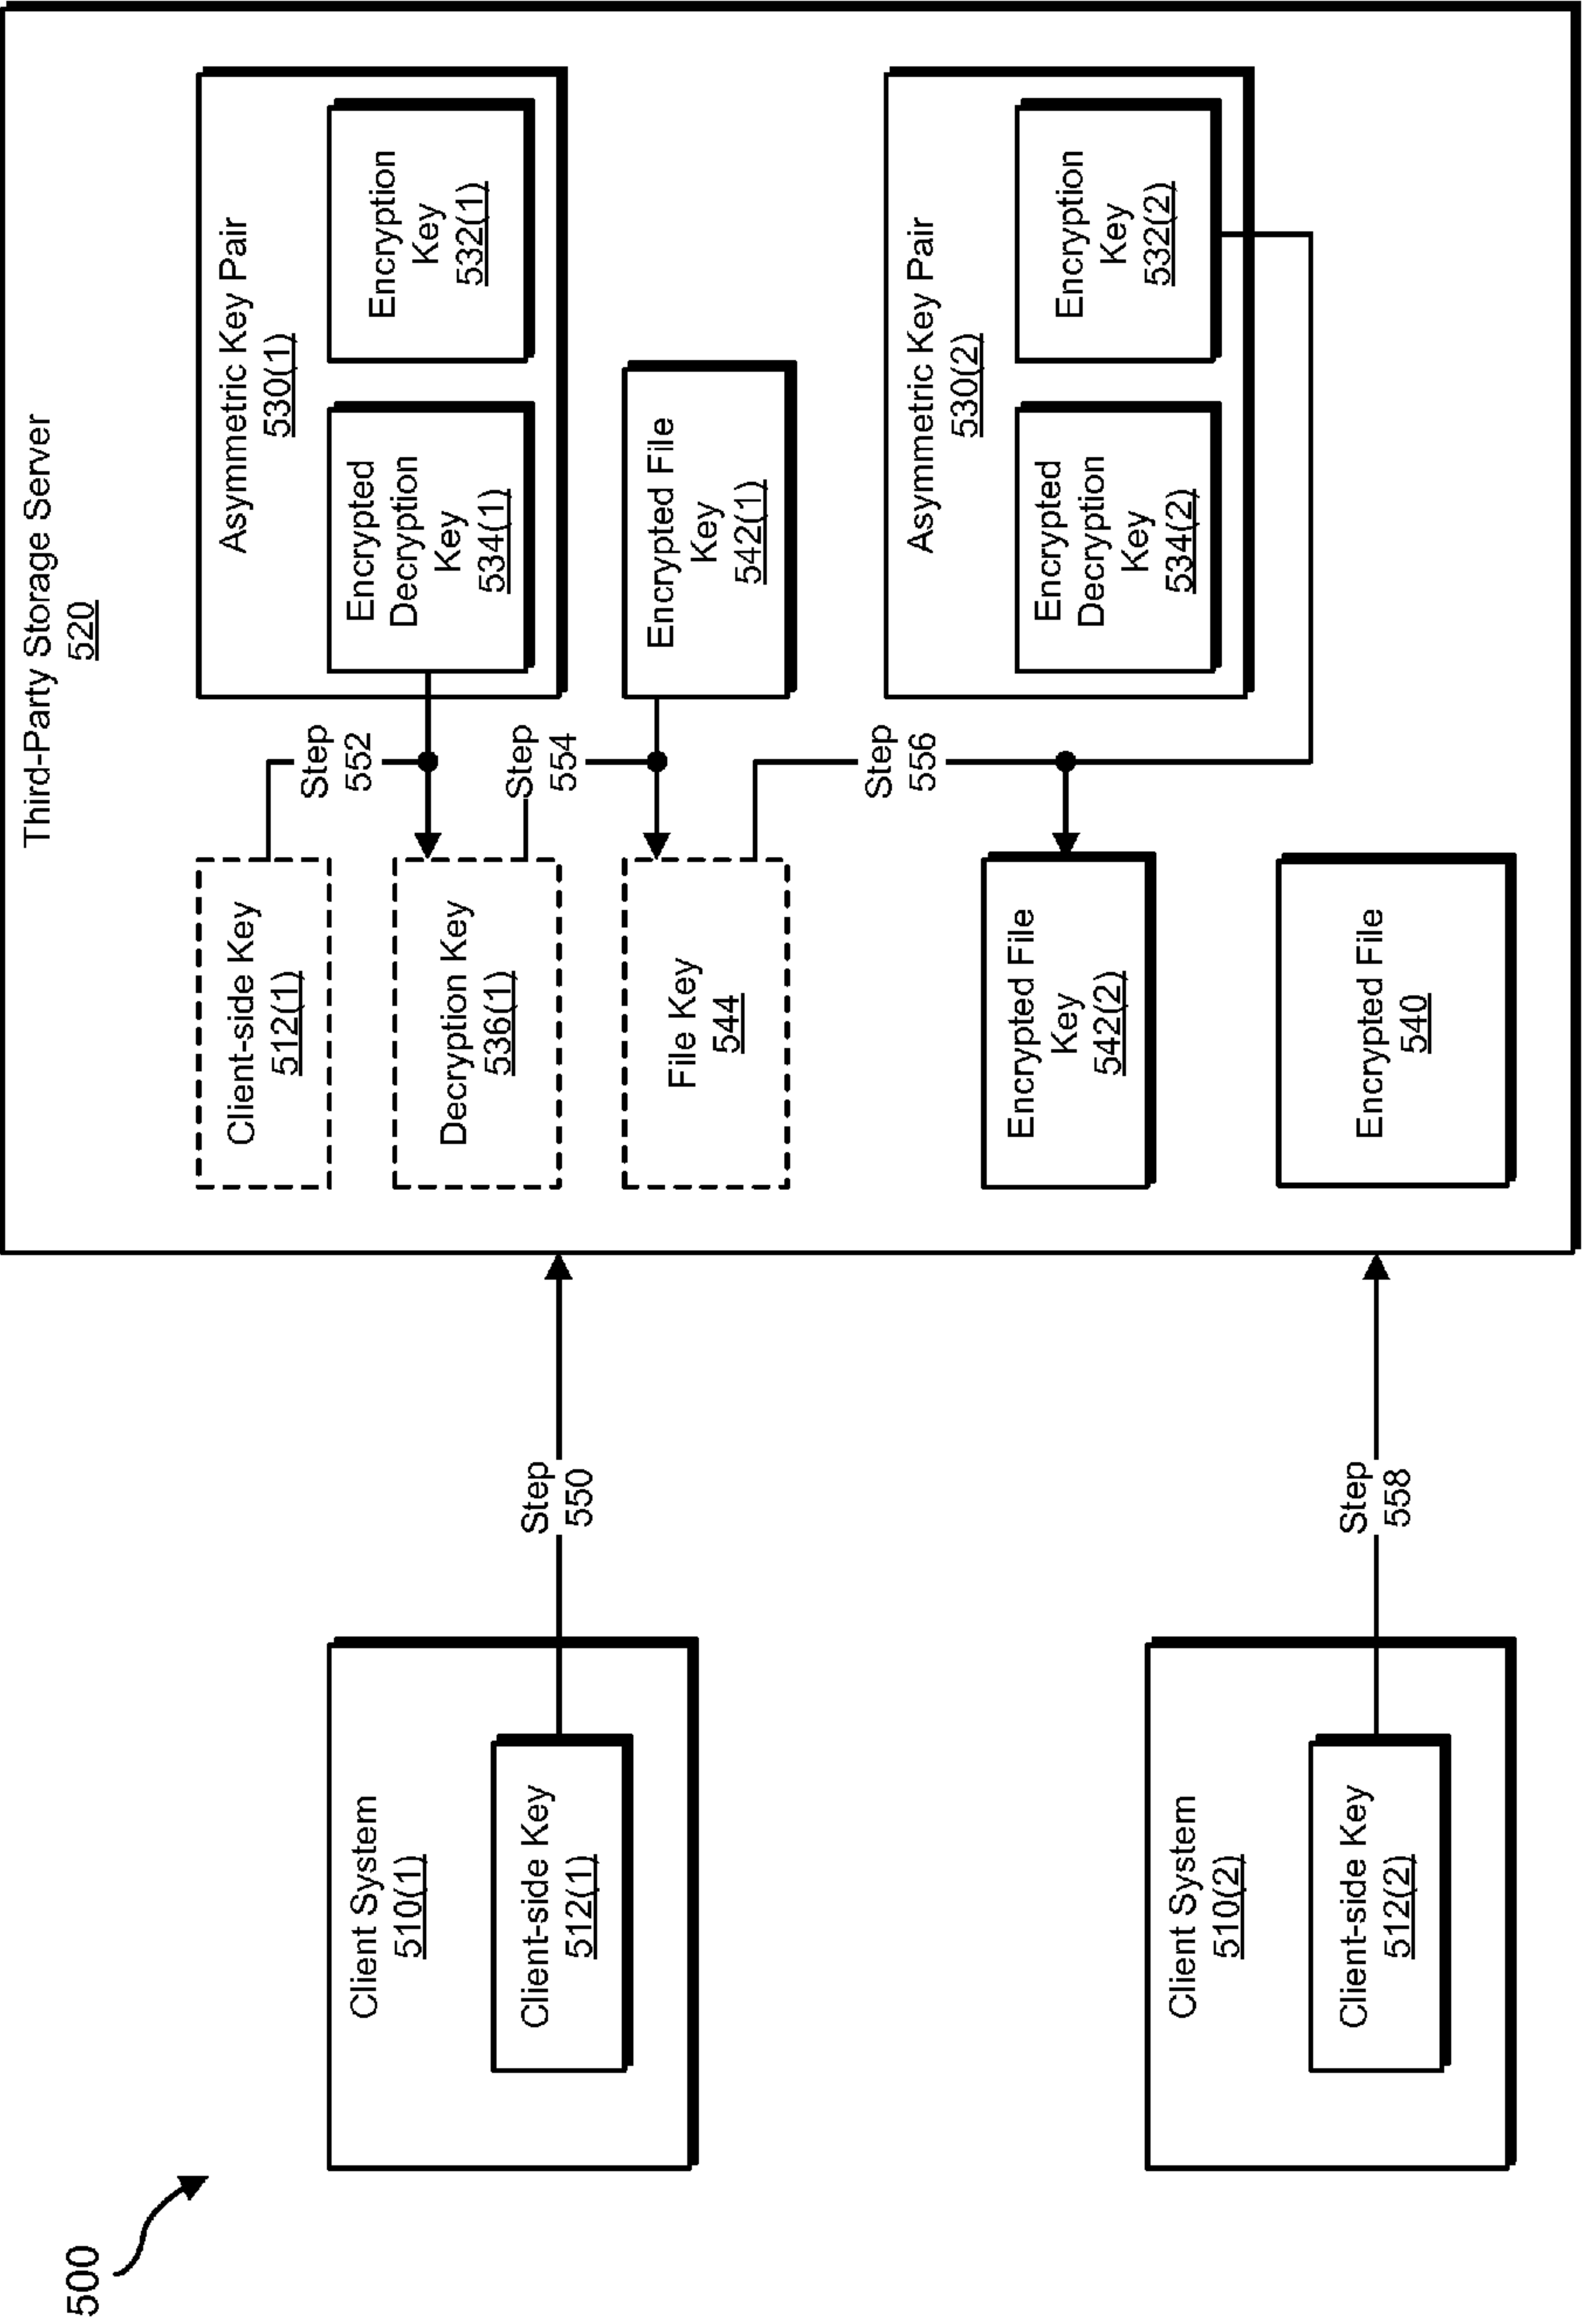 500
Client System
510(1)
Client-side Key
512(1)
Step
550
Client System
510(2)
Client-side Key
512(2)
Step
558
Third-Party Storage Server
520
Client-side Key
512(1)
Step
552
Decryption Key
536(1)
Step
554
File Key
544
Step
556
Asymmetric Key Pair
530(1)
Encrypted
Decryption
Key
534(1)
Encryption
Key
532(1)
Encrypted File
Key
542(1)
Asymmetric Key Pair
530(2)
Encrypted
Decryption
Key
534(2)
Encryption
Key
532(2)
Encrypted File
Key
542(2)
Encrypted File
540